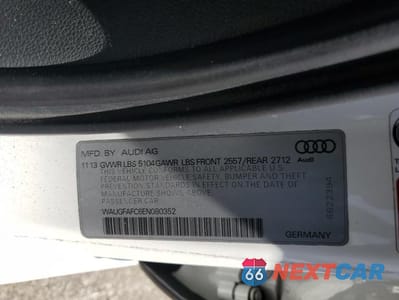 MFD. BY AUDI AG
11 13 GVWR LBS 5104 GAWR LBS FRONT 2557/REAR 2712
Audi
THIS VEHICLE CONFORMS TO ALL APPLICABLE U.S.
FEDERAL MOTOR VEHICLE SAFETY, BUMPER AND THEFT
PREVENTION STANDARDS IN EFFECT ON THE DATE OF
MANUFACTURE SHOWN ABOVE
PASSENGER CAR
WAUGFAFC6EN080352
GERMANY
66 NEXTCAR